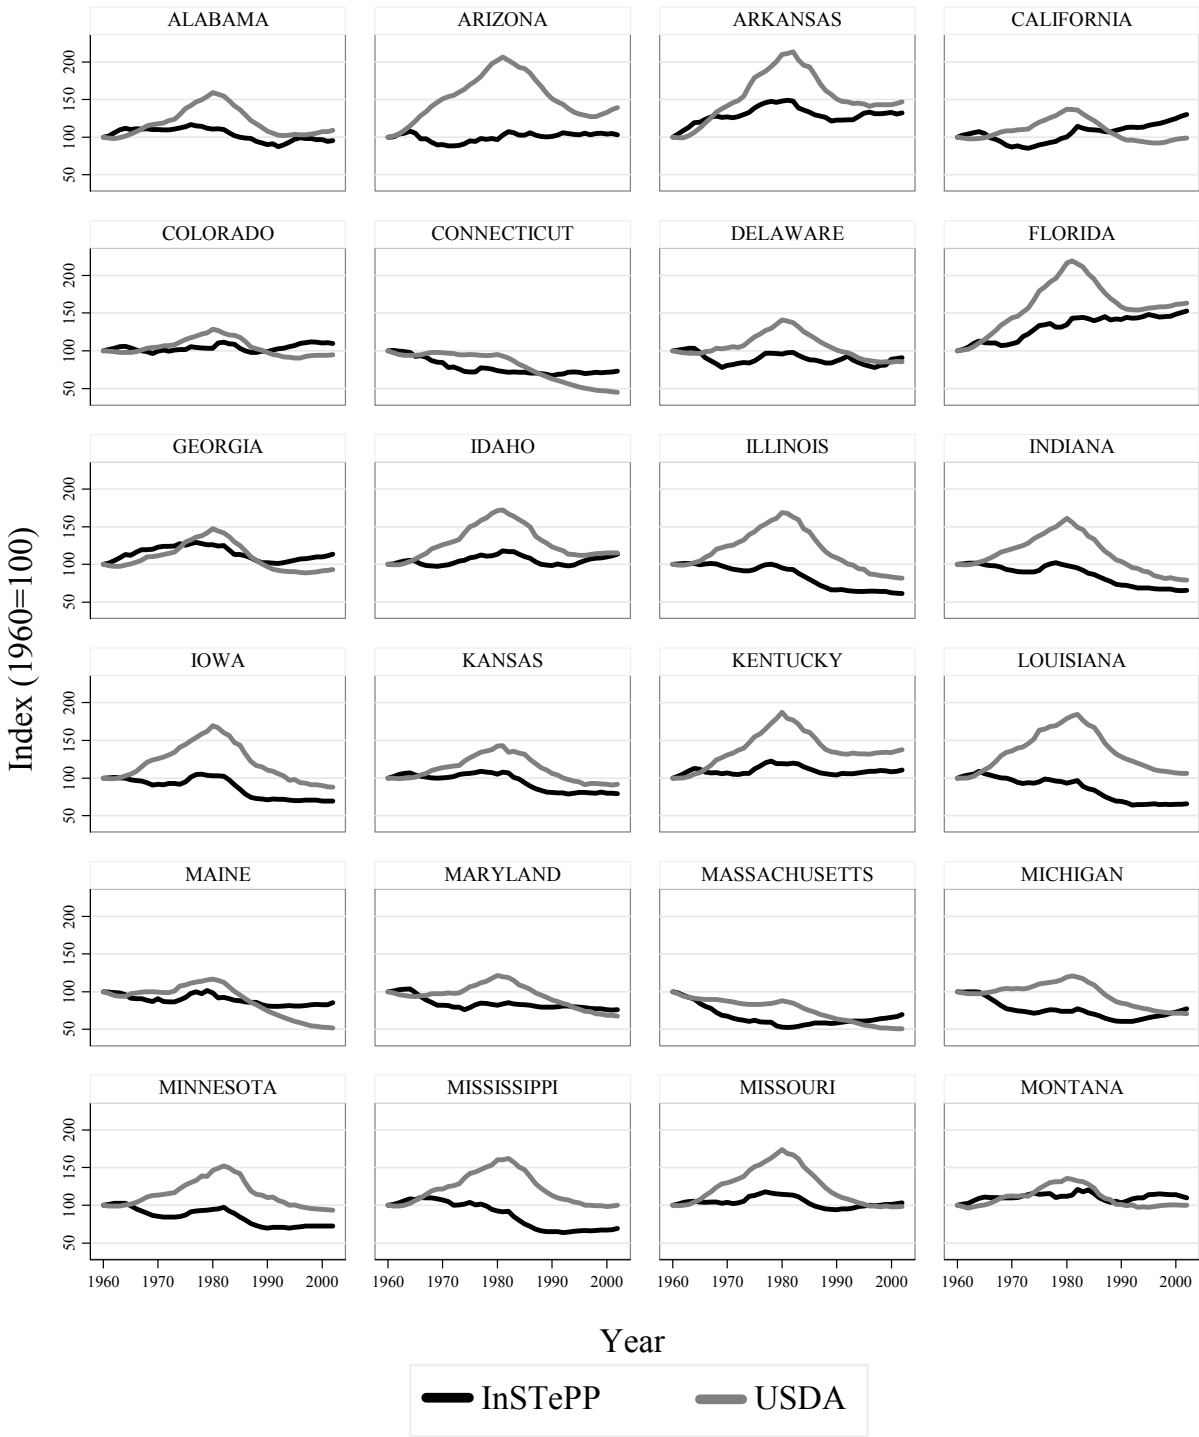 ALABAMA ARIZONA ARKANSAS CALIFORNIA
200
150
100
50
COLORADO CONNECTICUT DELAWARE FLORIDA
200
150
100
50
GEORGIA IDAHO ILLINOIS INDIANA
200
150
100
50
Index (1960=100)
IOWA KANSAS KENTUCKY LOUISIANA
200
150
100
50
MAINE MARYLAND MASSACHUSETTS MICHIGAN
200
150
100
50
MINNESOTA MISSISSIPPI MISSOURI MONTANA
200
150
100
50
1960 1970 1980 1990 2000 1960 1970 1980 1990 2000 1960 1970 1980 1990 2000 1960 1970 1980 1990 2000
Year
InSTePP USDA